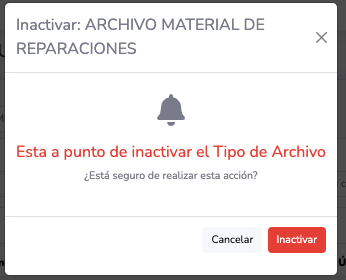 Inactivar: ARCHIVO MATERIAL DE
REPARACIONES
Esta a punto de inactivar el Tipo de Archivo
¿Está seguro de realizar esta acción?
Cancelar
Inactivar